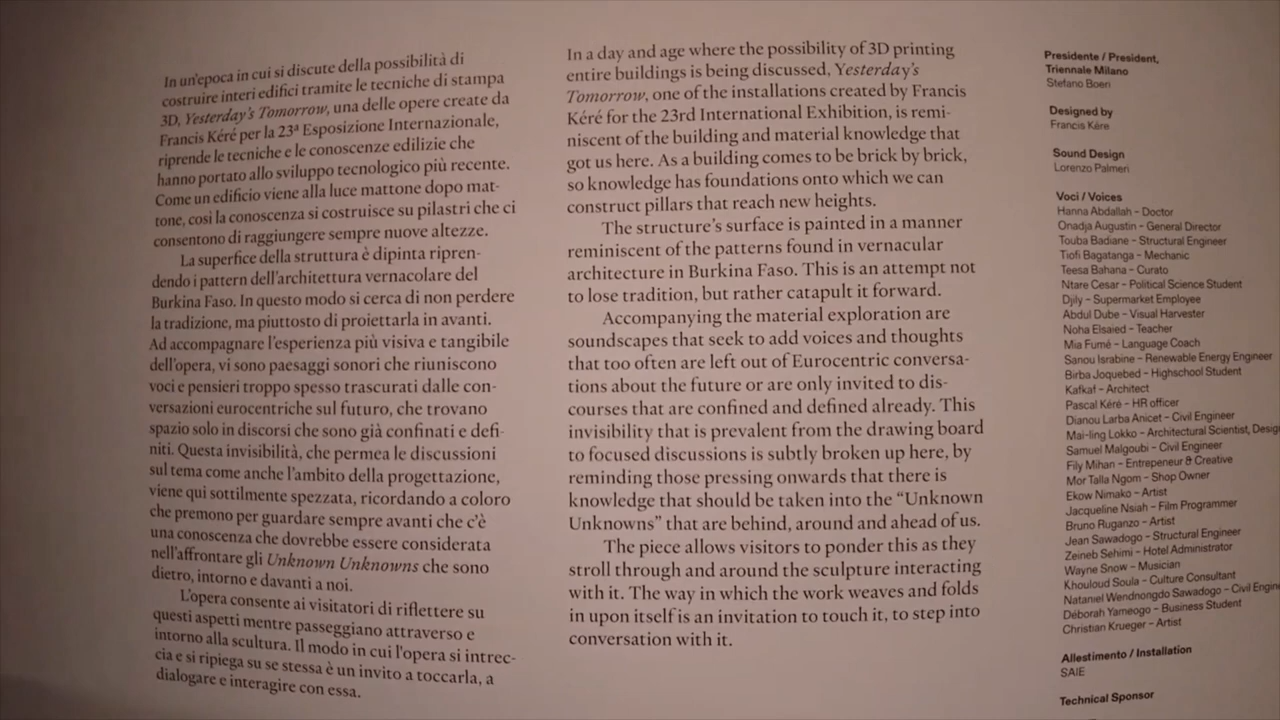 In un'epoca in cui si discute della possibilità di
costruire interi edifici tramite le tecniche di stampa
3D, Yesterday's Tomorrow, una delle opere create da
Francis Kéré per la 23ª Esposizione Internazionale,
riprende le tecniche e le conoscenze edilizie che
hanno portato allo sviluppo tecnologico più recente.
Come un edificio viene alla luce mattone dopo mat-
tone, così la conoscenza si costruisce su pilastri che ci
consentono di raggiungere sempre nuove altezze.
La superfice della struttura è dipinta ripren-
dendo i pattern dell'architettura vernacolare del
Burkina Faso. In questo modo si cerca di non perdere
la tradizione, ma piuttosto di proiettarla in avanti.
Ad accompagnare l'esperienza più visiva e tangibile
dell'opera, vi sono paesaggi sonori che riuniscono
voci e pensieri troppo spesso trascurati dalle con-
versazioni eurocentriche sul futuro, che trovano
spazio solo in discorsi che sono già confinati e defi-
niti. Questa invisibilità, che permea le discussioni
sul tema come anche l'ambito della progettazione,
viene qui sottilmente spezzata, ricordando a coloro
che premono per guardare sempre avanti che c'è
una conoscenza che dovrebbe essere considerata
nell'affrontare gli Unknown Unknowns che sono
dietro, intorno e davanti a noi.
L'opera consente ai visitatori di riflettere su
questi aspetti mentre passeggiano attraverso e
intorno alla scultura. Il modo in cui l'opera si intrec-
cia e si ripiega su se stessa è un invito a toccarla, a
dialogare e interagire con essa.
In a day and age where the possibility of 3D printing
entire buildings is being discussed, Yesterday's
Tomorrow, one of the installations created by Francis
Kéré for the 23rd International Exhibition, is remi-
niscent of the building and material knowledge that
got us here. As a building comes to be brick by brick,
so knowledge has foundations onto which we can
construct pillars that reach new heights.
The structure's surface is painted in a manner
reminiscent of the patterns found in vernacular
architecture in Burkina Faso. This is an attempt not
to lose tradition, but rather catapult it forward.
Accompanying the material exploration are
soundscapes that seek to add voices and thoughts
that too often are left out of Eurocentric conversa-
tions about the future or are only invited to dis-
courses that are confined and defined already. This
invisibility that is prevalent from the drawing board
to focused discussions is subtly broken up here, by
reminding those pressing onwards that there is
knowledge that should be taken into the “Unknown
Unknowns” that are behind, around and ahead of us.
The piece allows visitors to ponder this as they
stroll through and around the sculpture interacting
with it. The way in which the work weaves and folds
in upon itself is an invitation to touch it, to step into
conversation with it.
Presidente / President,
Triennale Milano
Stefano Boeri
Designed by
Francis Kére
Sound Design
Lorenzo Palmeri
Voci / Voices
Hanna Abdallah – Doctor
Onadja Augustin – General Director
Touba Badiane – Structural Engineer
Tiofi Bagatanga – Mechanic
Teesa Bahana – Curato
Ntare Cesar – Political Science Student
Djily – Supermarket Employee
Abdul Dube – Visual Harvester
Noha Elsaied – Teacher
Mia Fumé – Language Coach
Sanou Israbine – Renewable Energy Engineer
Birba Joquebed – Highschool Student
Kafkaf – Architect
Pascal Kéré – HR officer
Dianou Larba Anicet – Civil Engineer
Mai-ling Lokko – Architectural Scientist,
Samuel Malgoubi – Civil Engineer
Fily Mihan – Entrepeneur & Creative
Mor Talla Ngom – Shop Owner
Ekow Nimako – Artist
Jacqueline Nsiah – Film Programmer
Bruno Ruganzo – Artist
Jean Sawadogo – Structural Engineer
Zeineb Sehimi – Hotel Administrator
Wayne Snow – Musician
Khouloud Soula – Culture Consultant
Nataniel Wendnongdo Sawadogo – Civil
Déborah Yameogo – Business Student
Christian Krueger – Artist
Allestimento / Installation
SAIE
Technical Sponsor